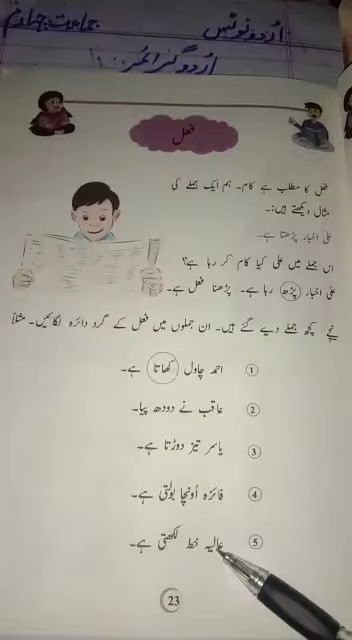 اردو نوٹس جماعت چہارم
اردو گرائمر
فعل
فعل کا مطلب ہے کام۔ ہم ایک جملے کی
مثال دیکھتے ہیں:۔
علی اخبار پڑھتا ہے۔
اس جملے میں علی کیا کام کر رہا ہے؟
علی اخبار پڑھ رہا ہے۔ پڑھنا فعل ہے۔
نیچے کچھ جملے دیے گئے ہیں۔ ان جملوں میں فعل کے گرد دائرہ لگائیں۔ مثلاً
1 احمد چاول کھاتا ہے۔
2 عاقب نے دودھ پیا۔
3 یاسر تیز دوڑتا ہے۔
4 فائزہ اُونچا بولتی ہے۔
5 عالیہ خط لکھتی ہے۔
23